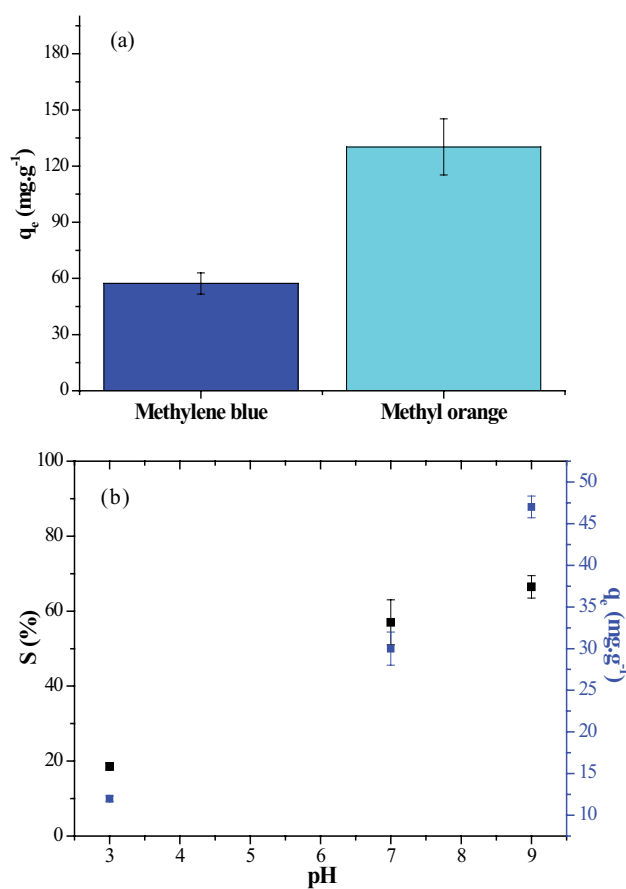 (a)
180
150
120
90
60
30
0
qₑ (mg.g⁻¹)
Methylene blue
Methyl orange
(b)
100
80
60
40
20
0
S (%)
50
45
40
35
30
25
20
15
10
qₑ (mg.g⁻¹)
3 4 5 6 7 8 9
pH